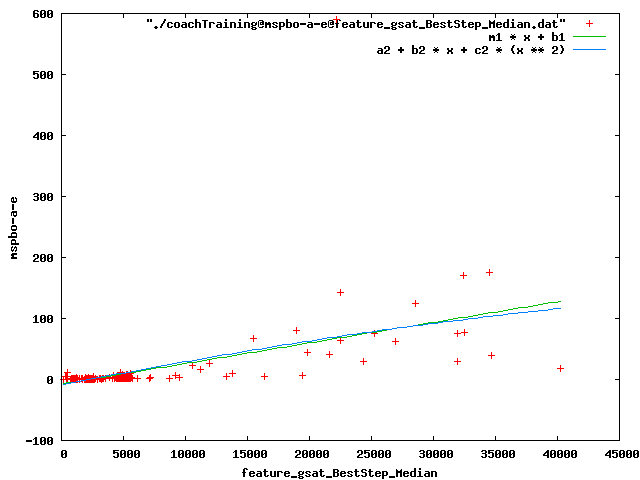 600
"./coachTraining@mspbo-a-e@feature_gsat_BestStep_Median.dat"
m1 * x + b1
a2 + b2 * x + c2 * (x ** 2)
500
400
300
200
100
0
-100
mspbo-a-e
0 5000 10000 15000 20000 25000 30000 35000 40000 45000
feature_gsat_BestStep_Median